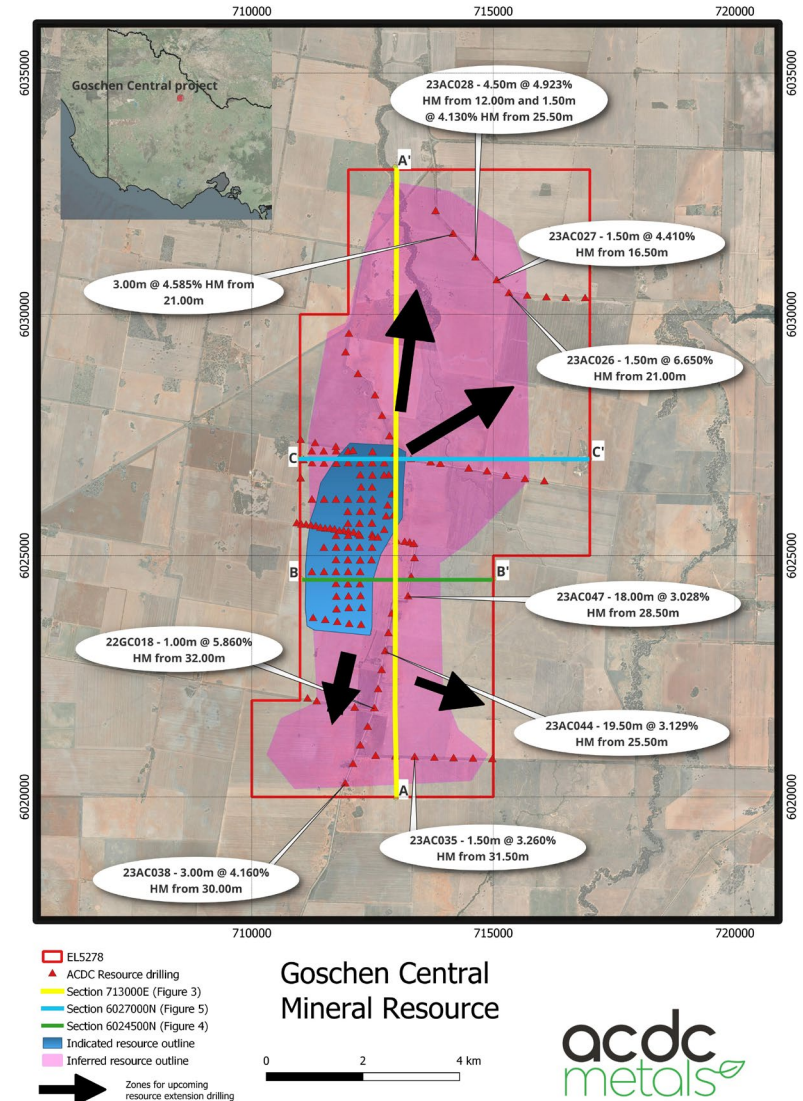 710000
715000
720000
6035000
6035000
Goschen Central project
23AC028 - 4.50m @ 4.923%
HM from 12.00m and 1.50m
@ 4.130% HM from 25.50m
A'
23AC027 - 1.50m @ 4.410%
HM from 16.50m
3.00m @ 4.585% HM from
21.00m
6030000
6030000
23AC026 - 1.50m @ 6.650%
HM from 21.00m
C
C'
6025000
6025000
B
B'
23AC047 - 18.00m @ 3.028%
HM from 28.50m
22GC018 - 1.00m @ 5.860%
HM from 32.00m
23AC044 - 19.50m @ 3.129%
HM from 25.50m
6020000
6020000
A
23AC035 - 1.50m @ 3.260%
HM from 31.50m
23AC038 - 3.00m @ 4.160%
HM from 30.00m
710000
715000
720000
EL5278
ACDC Resource drilling
Section 713000E (Figure 3)
Section 6027000N (Figure 5)
Section 6024500N (Figure 4)
Indicated resource outline
Inferred resource outline
Zones for upcoming
resource extension drilling
Goschen Central
Mineral Resource
0
2
4 km
acdc
metals